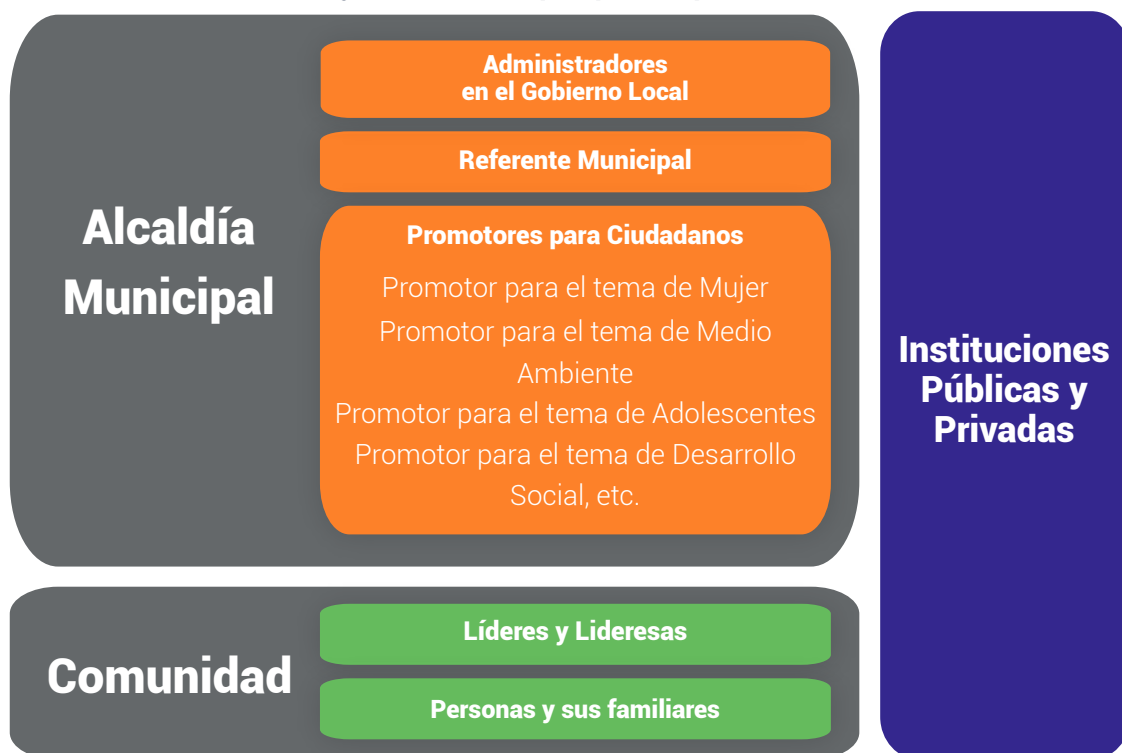 Administradores
en el Gobierno Local
Referente Municipal
Alcaldía
Municipal
Promotores para Ciudadanos
Promotor para el tema de Mujer
Promotor para el tema de Medio
Ambiente
Promotor para el tema de Adolescentes
Promotor para el tema de Desarrollo
Social, etc.
Instituciones
Públicas y
Privadas
Comunidad
Líderes y Lideresas
Personas y sus familiares